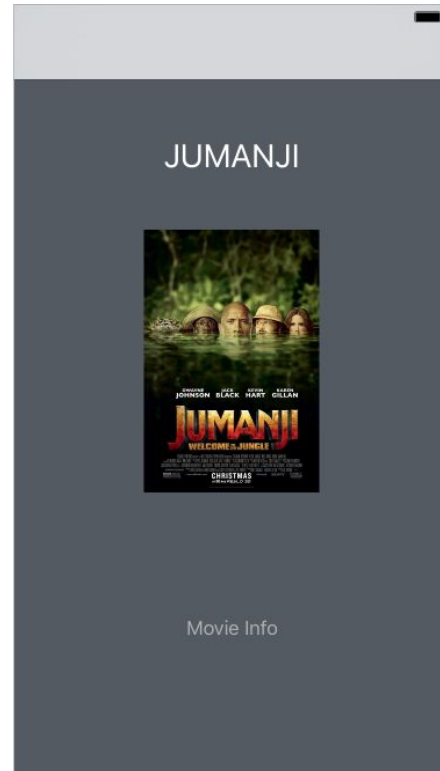 JUMANJI
DWAYNE JACK KEVIN KAREN
JOHNSON BLACK HART GILLAN
JUMANJI
WELCOME TO THE JUNGLE
CHRISTMAS
Movie Info